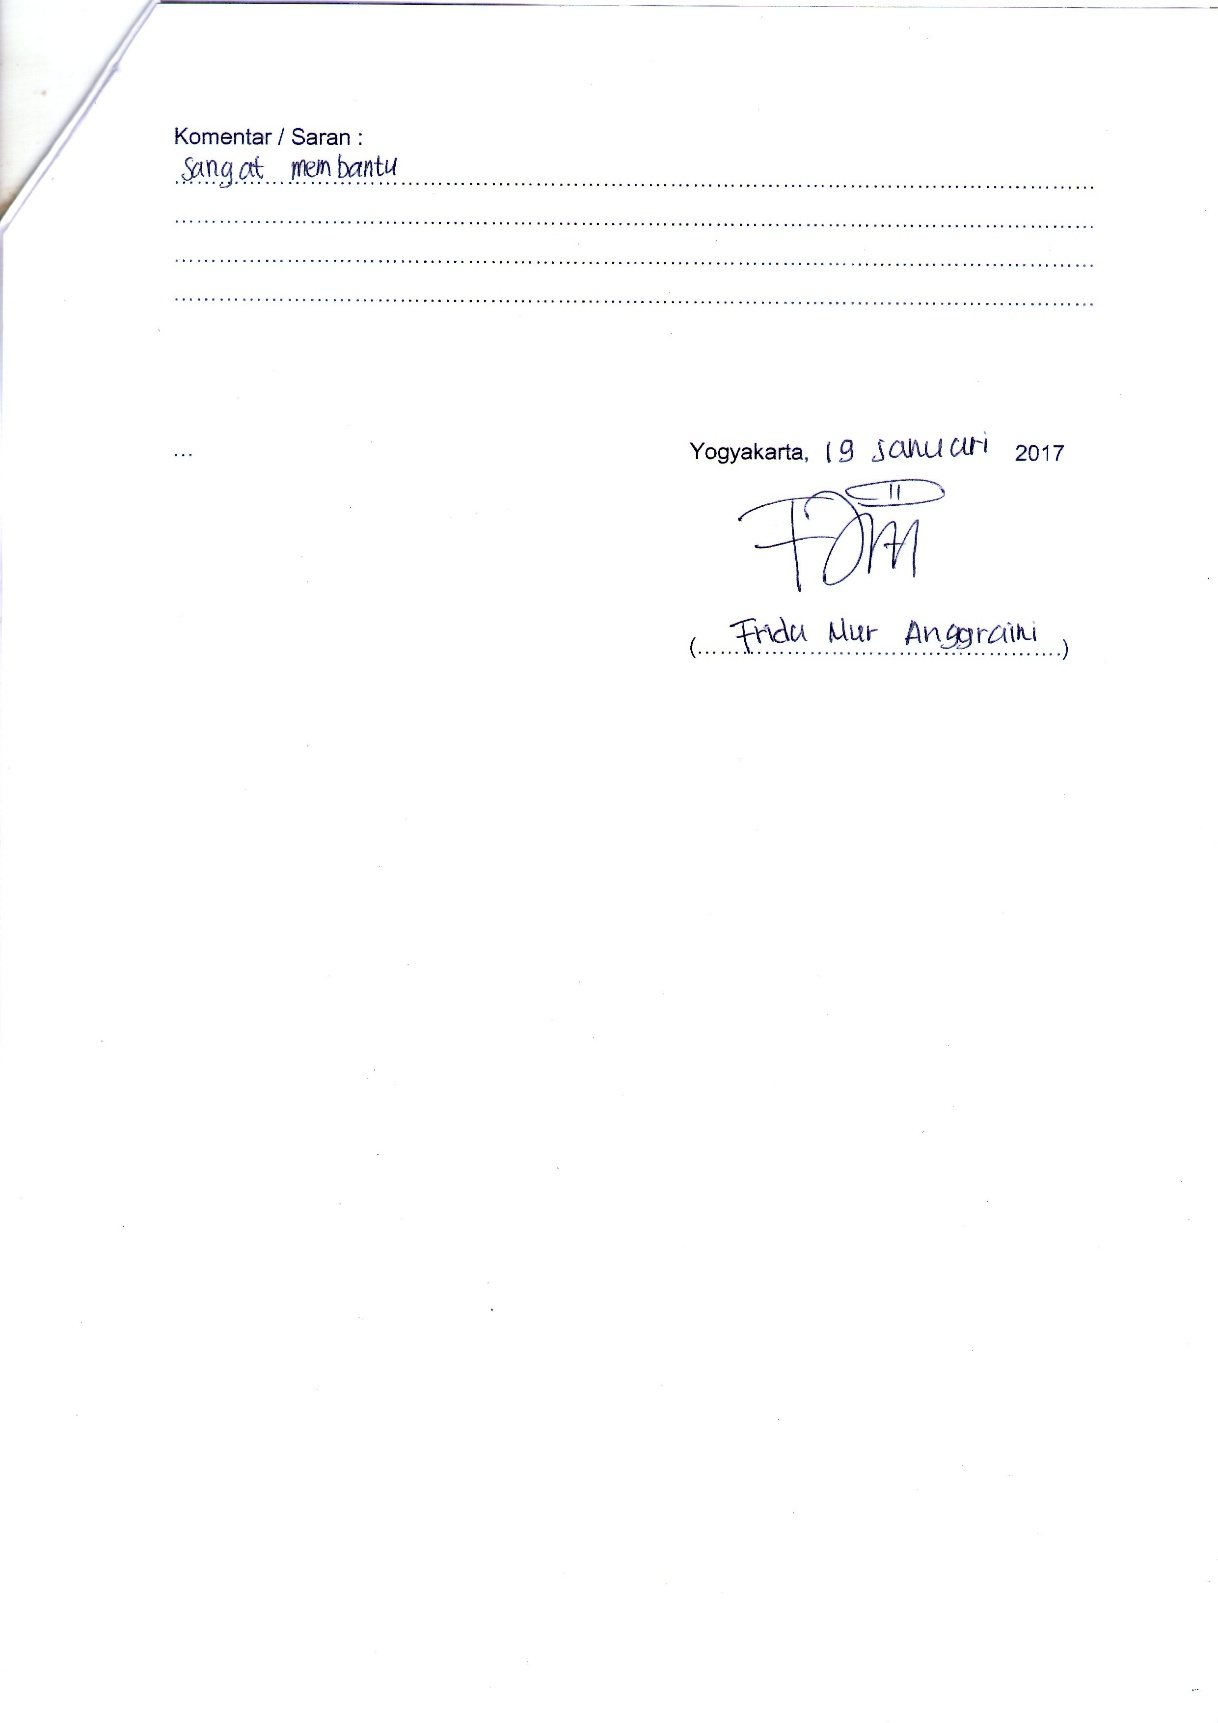 Komentar / Saran :
Sangat membantu
...
Yogyakarta, 19 Januari 2017
(Frida Nur Anggraini)